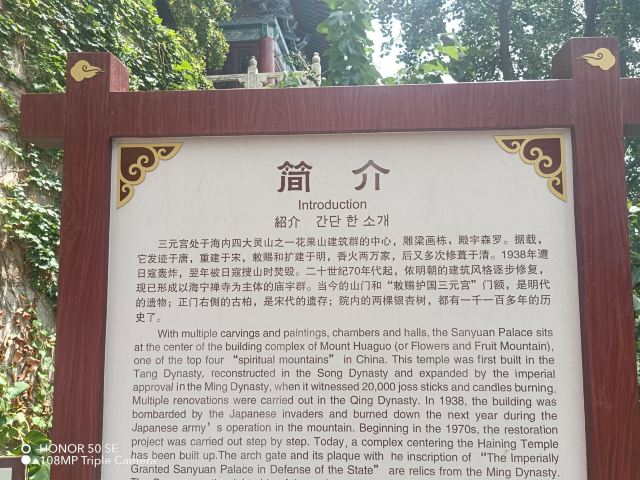 简 介
Introduction
紹介 간단 한 소개
三元宫处于海内四大灵山之一花果山建筑群的中心，雕梁画栋，殿宇森罗。据载，
它发迹于唐，重建于宋，敕赐和扩建于明，香火两万家，后又多次修葺于清。1938年遭
日寇轰炸，翌年被日寇搜山时焚毁。二十世纪70年代起，依明朝的建筑风格逐步修复，
现已形成以海宁禅寺为主体的庙宇群。当今的山门和“敕赐护国三元宫”门额，是明代
的遗物；正门右侧的古柏，是宋代的遗存；院内的两棵银杏树，都有一千一百多年的历
史了。
With multiple carvings and paintings, chambers and halls, the Sanyuan Palace sits
at the center of the building complex of Mount Huaguo (or Flowers and Fruit Mountain),
one of the top four “spiritual mountains” in China. This temple was first built in the
Tang Dynasty, reconstructed in the Song Dynasty and expanded by the imperial
approval in the Ming Dynasty, when it witnessed 20,000 joss sticks and candles burning.
Multiple renovations were carried out in the Qing Dynasty. In 1938, the building was
bombarded by the Japanese invaders and burned down the next year during the
Japanese army's operation in the mountain. Beginning in the 1970s, the restoration
project was carried out step by step. Today, a complex centering the Haining Temple
has been built up.The arch gate and its plaque with he inscription of “The Imperially
Granted Sanyuan Palace in Defense of the State” are relics from the Ming Dynasty.
HONOR 50 SE
108MP Triple Camera